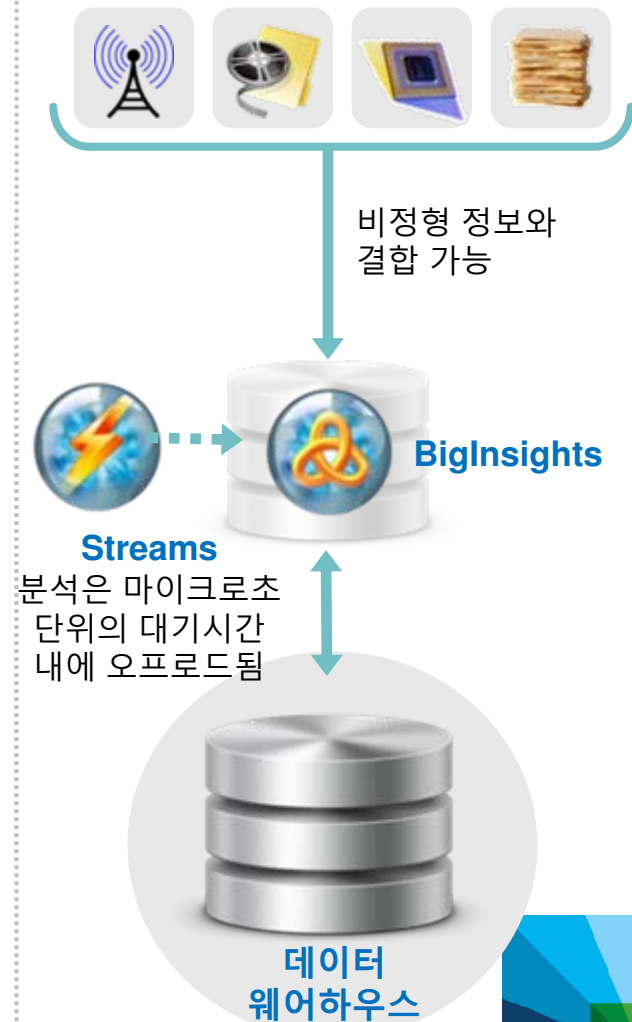 비정형 정보와
결합 가능
BigInsights
Streams
분석은 마이크로초
단위의 대기시간
내에 오프로드됨
데이터
웨어하우스